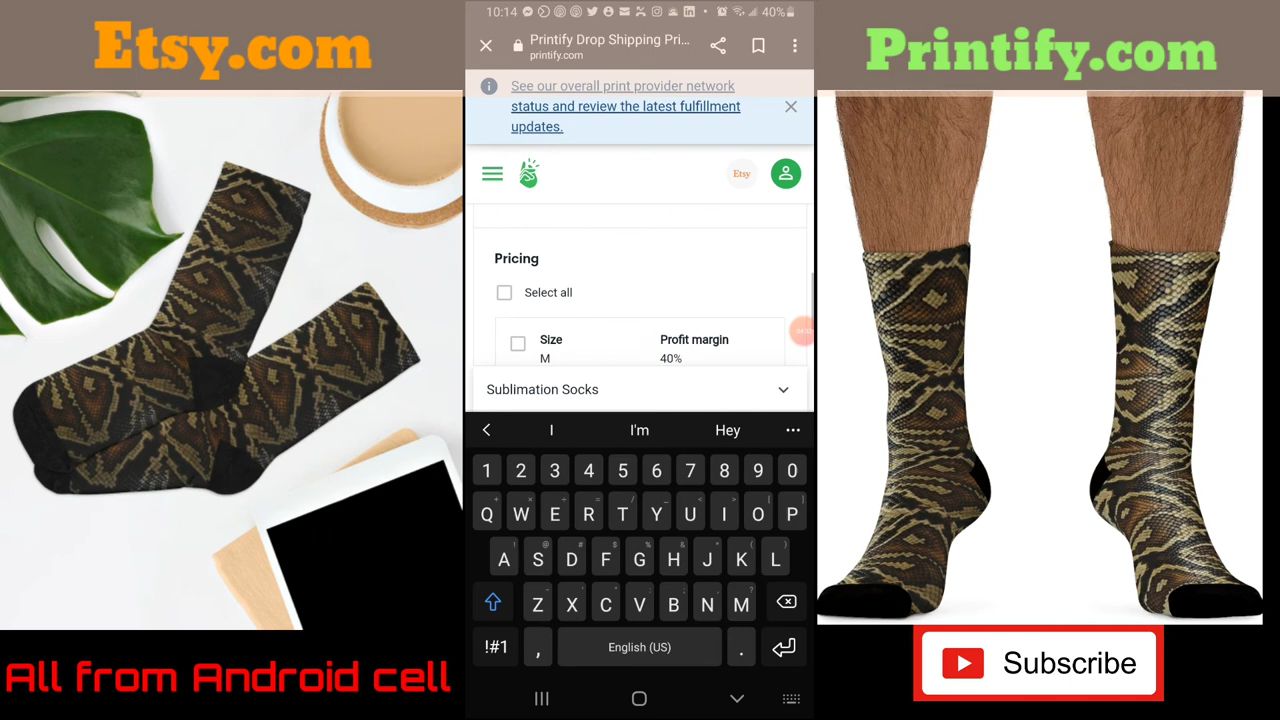 Etsy.com
10:14
40%
Printify Drop Shipping Pri...
printify.com
Printify.com
See our overall print provider network
status and review the latest fulfillment
updates.
Etsy
Pricing
Select all
Size
Profit margin
M
40%
Sublimation Socks
I
I'm
Hey
1 2 3 4 5 6 7 8 9 0
Q W E R T Y U I O P
A S D F G H J K L
Z X C V B N M
!#1 , English (US) .
All from Android cell
Subscribe